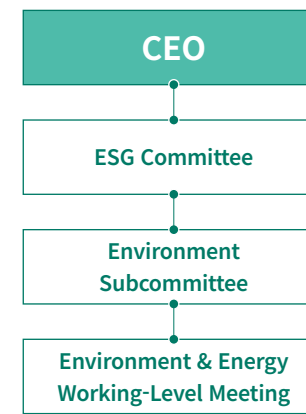 CEO
ESG Committee
Environment
Subcommittee
Environment & Energy
Working-Level Meeting